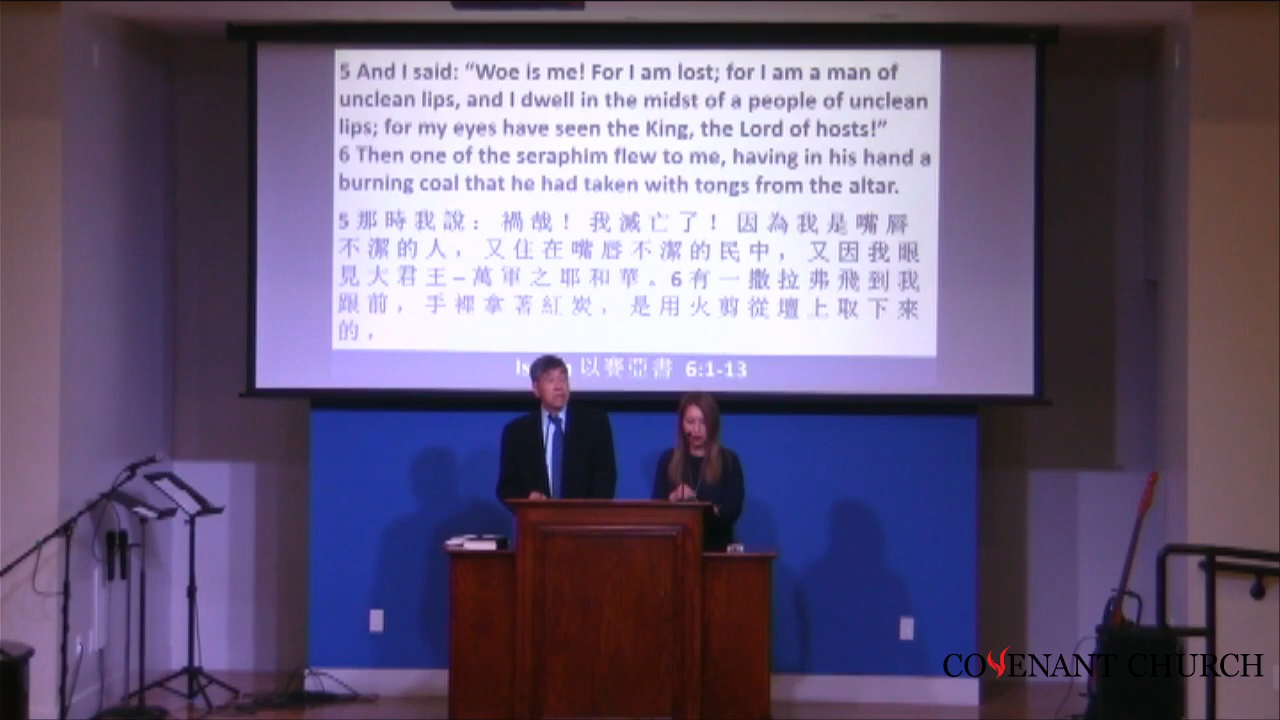 5 And I said: “Woe is me! For I am lost; for I am a man of
unclean lips, and I dwell in the midst of a people of unclean
lips; for my eyes have seen the King, the Lord of hosts!”
6 Then one of the seraphim flew to me, having in his hand a
burning coal that he had taken with tongs from the altar.
5 那時我說：禍哉！我滅亡了！因為我是嘴唇
不潔的人，又住在嘴唇不潔的民中，又因我眼
見大君王–萬軍之耶和華。6 有一撒拉弗飛到我
跟前，手裡拿著紅炭，是用火剪從壇上取下來
的，
以賽亞書 6:1-13
COVENANT CHURCH